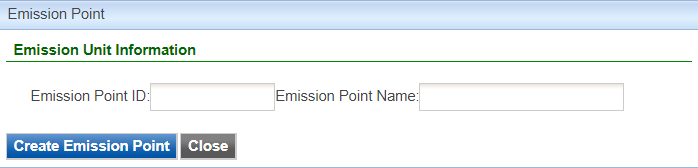 Emission Point
Emission Unit Information
Emission Point ID: Emission Point Name:
Create Emission Point Close